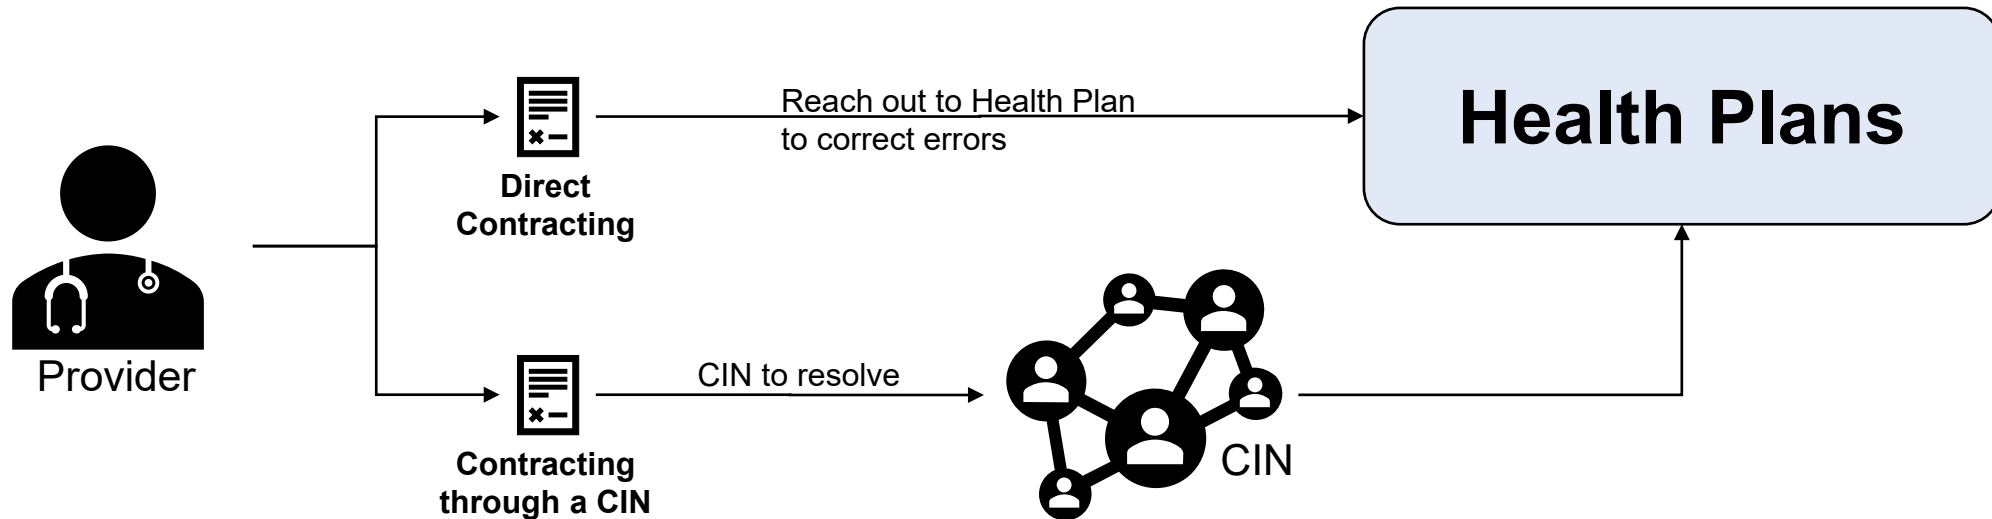 Provider
Direct
Contracting
Reach out to Health Plan
to correct errors
Health Plans
Contracting
through a CIN
CIN to resolve
CIN